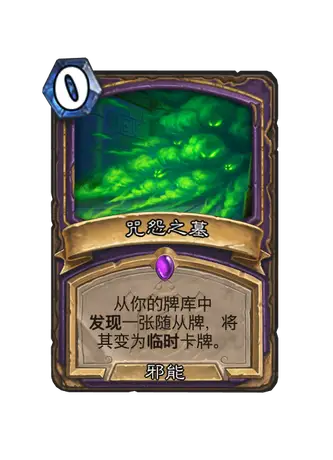 0
咒怨之墓
从你的牌库中
发现一张随从牌，将
其变为临时卡牌。
邪能